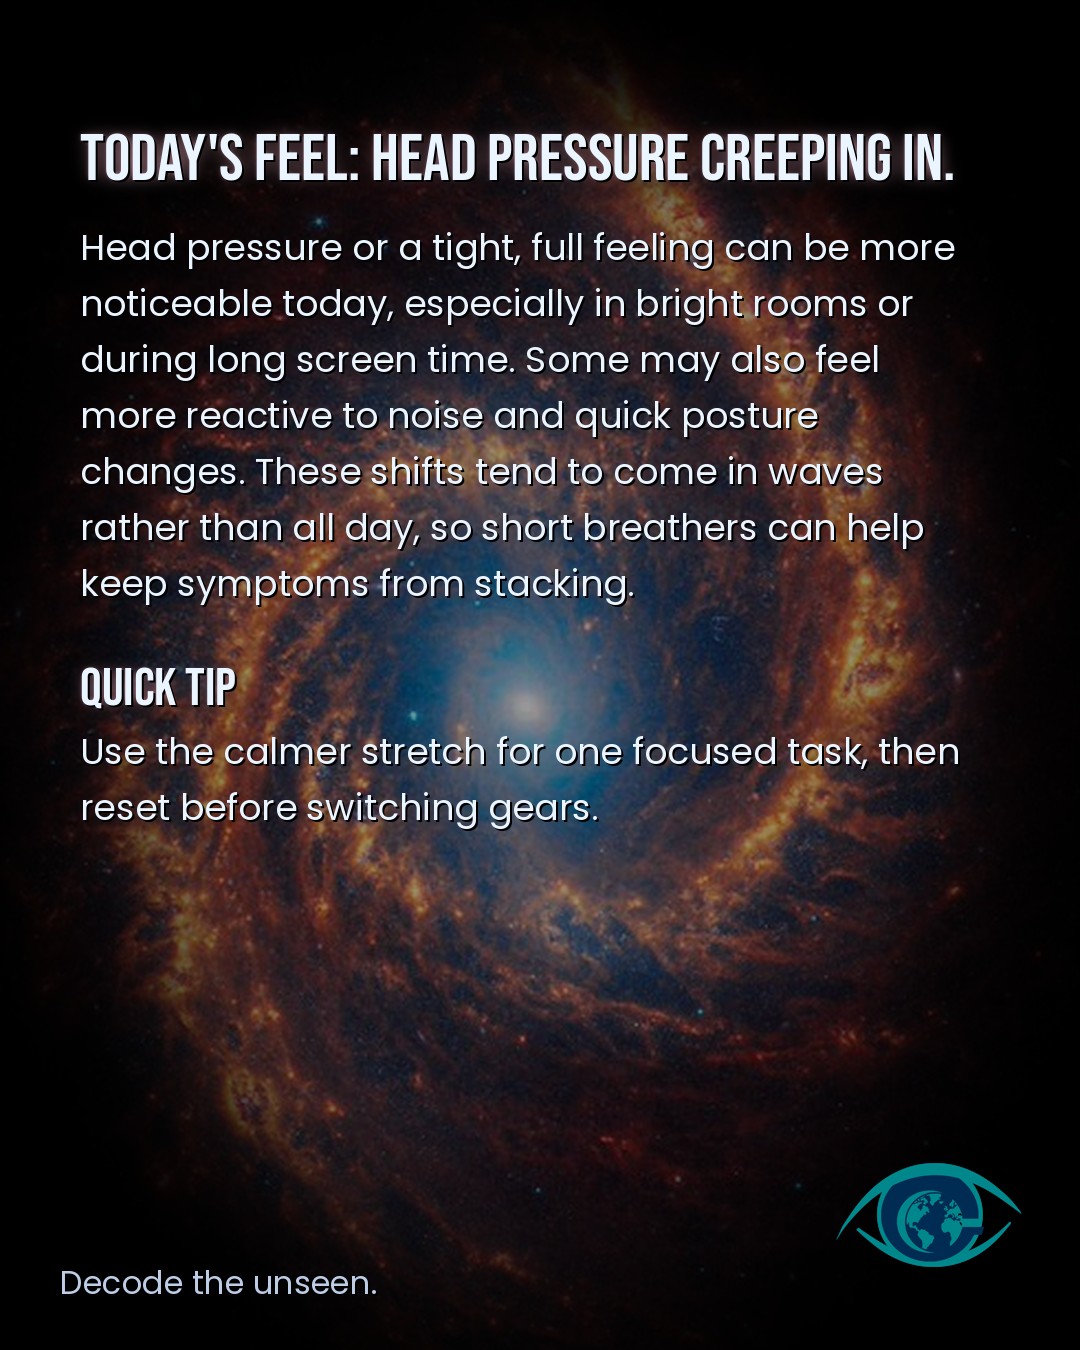 TODAY'S FEEL: HEAD PRESSURE CREEPING IN.
Head pressure or a tight, full feeling can be more
noticeable today, especially in bright rooms or
during long screen time. Some may also feel
more reactive to noise and quick posture
changes. These shifts tend to come in waves
rather than all day, so short breathers can help
keep symptoms from stacking.
QUICK TIP
Use the calmer stretch for one focused task, then
reset before switching gears.
Decode the unseen.